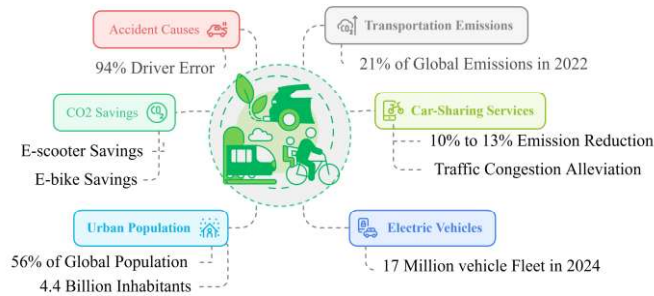 Accident Causes
94% Driver Error
CO2 Savings
CO2
E-scooter Savings
E-bike Savings
Urban Population
56% of Global Population
4.4 Billion Inhabitants
CO2
Transportation Emissions
21% of Global Emissions in 2022
Car-Sharing Services
10% to 13% Emission Reduction
Traffic Congestion Alleviation
Electric Vehicles
17 Million vehicle Fleet in 2024